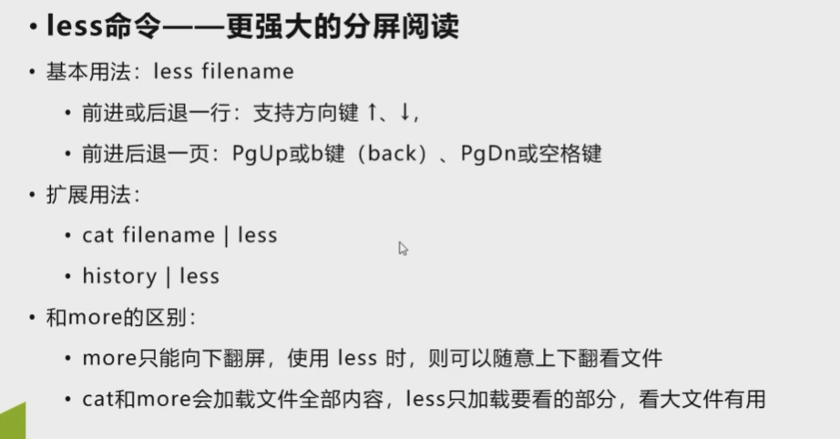 • less命令——更强大的分屏阅读
• 基本用法：less filename
• 前进或后退一行：支持方向键 ↑、↓,
• 前进后退一页：PgUp或b键（back）、PgDn或空格键
• 扩展用法：
• cat filename | less
• history | less
• 和more的区别：
• more只能向下翻屏，使用 less 时，则可以随意上下翻看文件
• cat和more会加载文件全部内容，less只加载要看的部分，看大文件有用